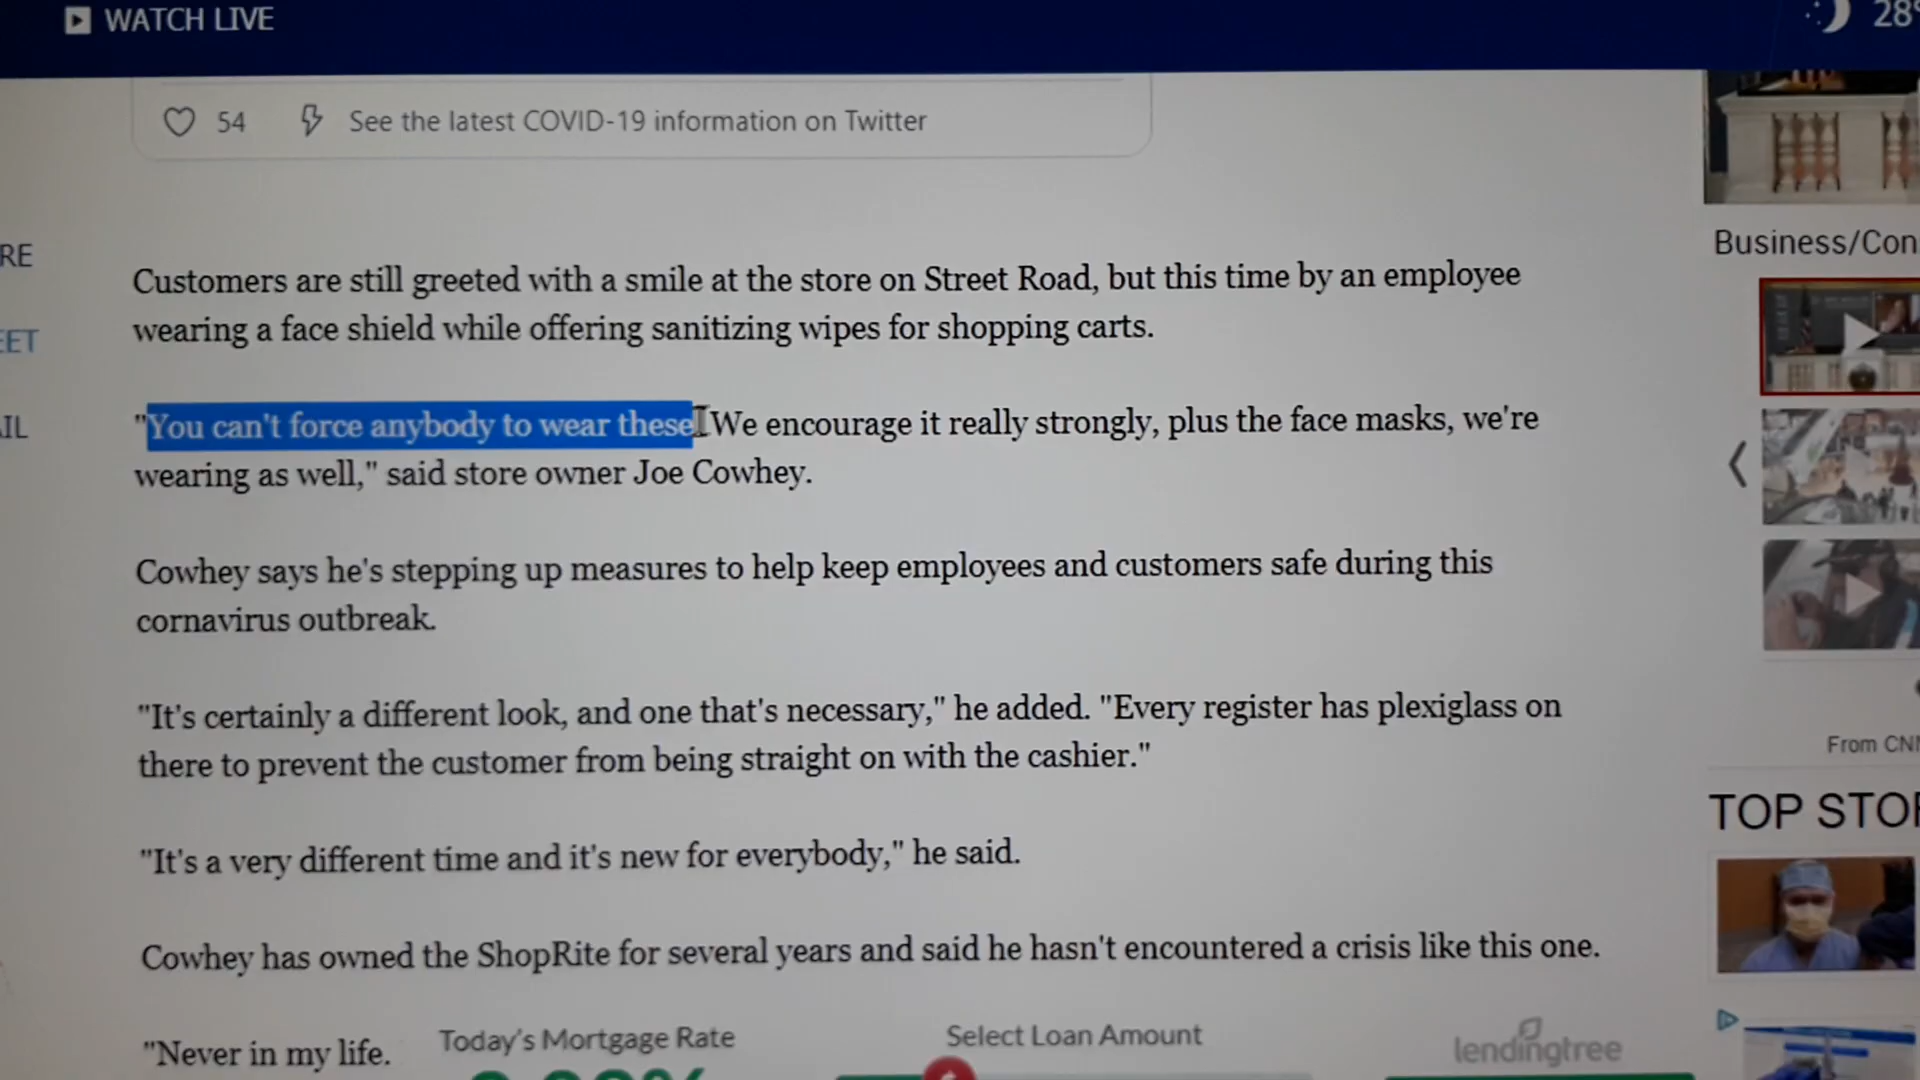 WATCH LIVE
28°
54
See the latest COVID-19 information on Twitter
RE
EET
AIL
Customers are still greeted with a smile at the store on Street Road, but this time by an employee
wearing a face shield while offering sanitizing wipes for shopping carts.
"You can't force anybody to wear these. We encourage it really strongly, plus the face masks, we're
wearing as well," said store owner Joe Cowhey.
Cowhey says he's stepping up measures to help keep employees and customers safe during this
cornavirus outbreak.
"It's certainly a different look, and one that's necessary," he added. "Every register has plexiglass on
there to prevent the customer from being straight on with the cashier."
"It's a very different time and it's new for everybody," he said.
Cowhey has owned the ShopRite for several years and said he hasn't encountered a crisis like this one.
"Never in my life.
Business/Con
From CNN
TOP STOR
Today's Mortgage Rate
Select Loan Amount
lendingtree